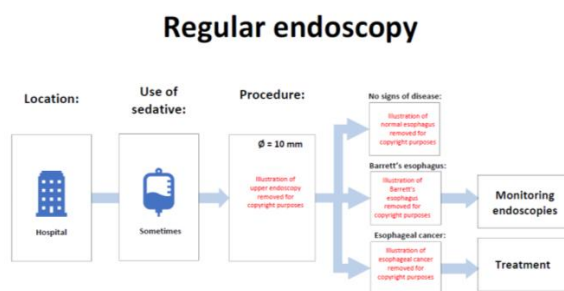 Regular endoscopy
Location:
Use of
sedative:
Procedure:
Hospital
Sometimes
Ø = 10 mm
Illustration of
upper endoscopy
removed for
copyright purposes
No signs of disease:
Illustration of
normal esophagus
removed for
copyright purposes
Barrett's esophagus:
Illustration of
Barrett's
esophagus
removed for
copyright purposes
Monitoring
endoscopies
Esophageal cancer:
Illustration of
esophageal cancer
removed for
copyright purposes
Treatment